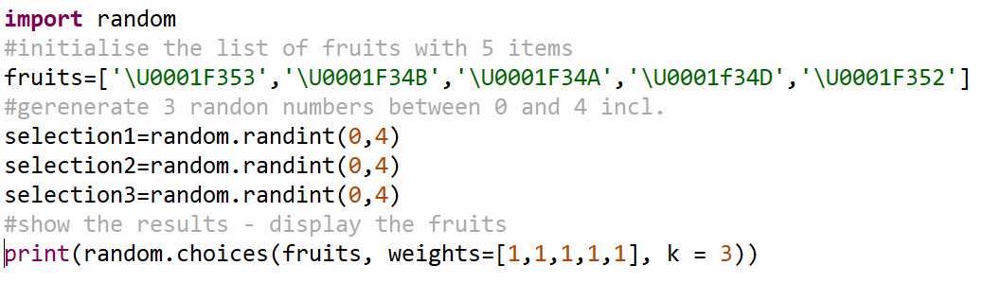 import random
#initialise the list of fruits with 5 items
fruits=['\U0001F353','\U0001F34B','\U0001F34A','\U0001f34D','\U0001F352']
#gerenerate 3 randon numbers between 0 and 4 incl.
selection1=random.randint(0,4)
selection2=random.randint(0,4)
selection3=random.randint(0,4)
#show the results - display the fruits
print(random.choices(fruits, weights=[1,1,1,1,1], k = 3))